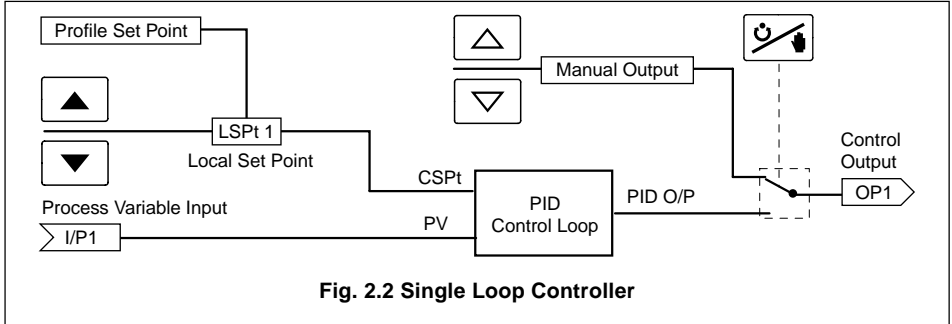 Profile Set Point
Manual Output
LSPt 1
Local Set Point
Control
Output
CSPt
OP1
PID
Control Loop
PID O/P
Process Variable Input
PV
I/P1
Fig. 2.2 Single Loop Controller